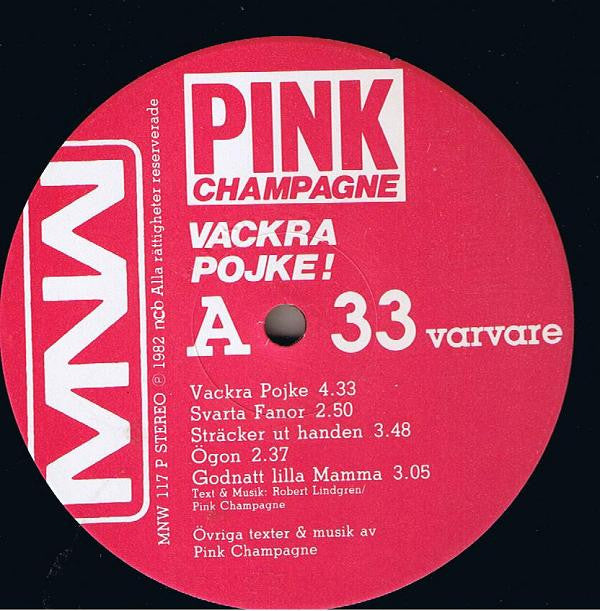 PINK
CHAMPAGNE
VACKRA
POJKE!
A 33 varvare
Vackra Pojke 4.33
Svarta Fanor 2.50
Sträcker ut handen 3.48
Ögon 2.37
Godnatt lilla Mamma 3.05
Text & Musik: Robert Lindgren/
Pink Champagne
Övriga texter & musik av
Pink Champagne
MNW 117 P STEREO ℗ 1982 ncb Alla rättigheter reserverade
MNW